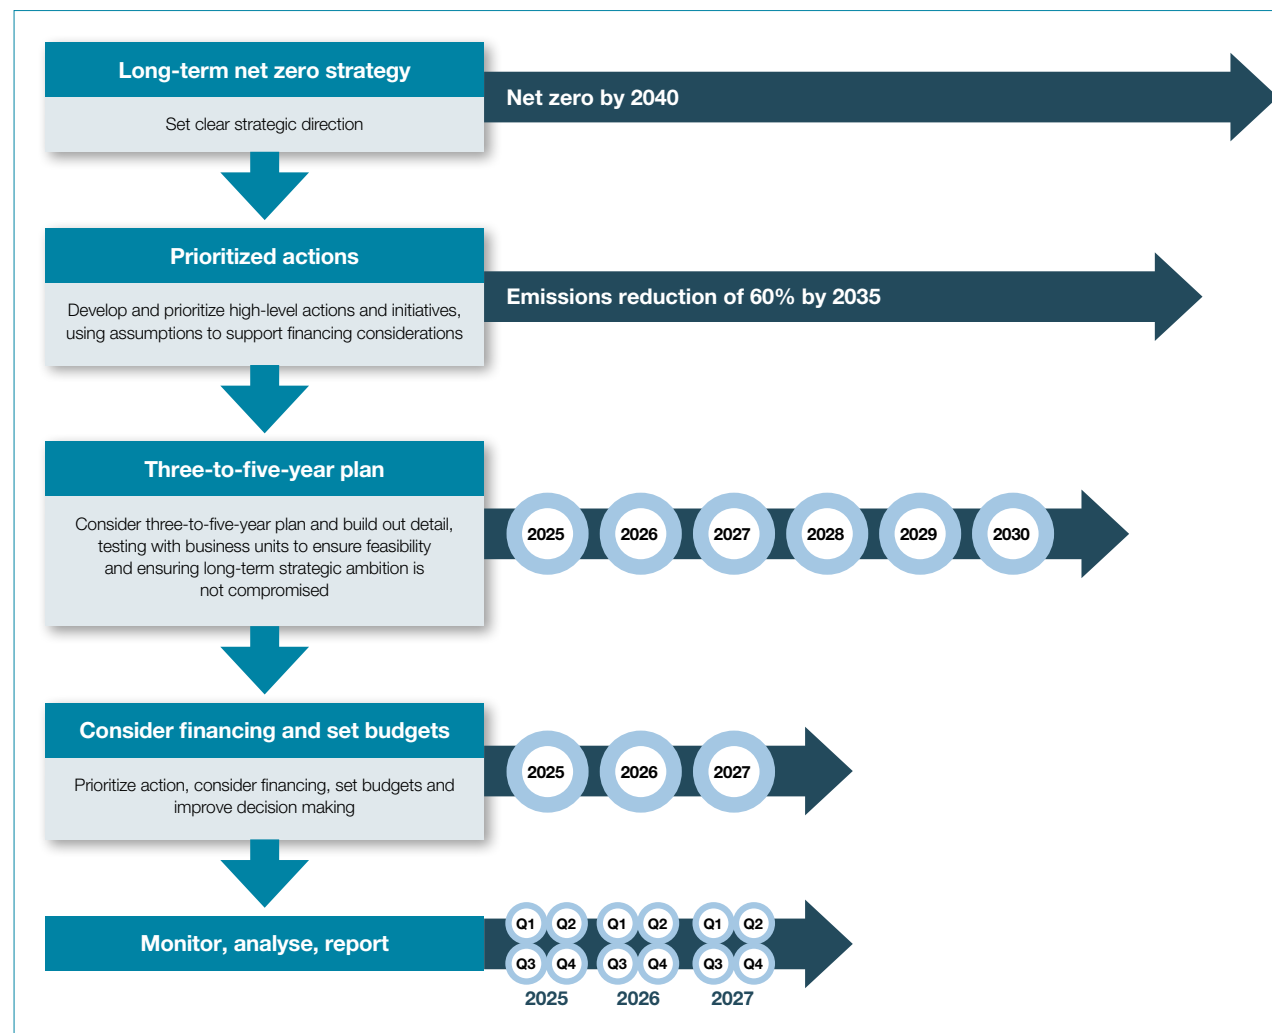 Long-term net zero strategy
Set clear strategic direction
Net zero by 2040
Prioritized actions
Develop and prioritize high-level actions and initiatives,
using assumptions to support financing considerations
Emissions reduction of 60% by 2035
Three-to-five-year plan
Consider three-to-five-year plan and build out detail,
testing with business units to ensure feasibility
and ensuring long-term strategic ambition is
not compromised
2025 2026 2027 2028 2029 2030
Consider financing and set budgets
Prioritize action, consider financing, set budgets and
improve decision making
2025 2026 2027
Monitor, analyse, report
Q1 Q2 Q1 Q2 Q1 Q2
Q3 Q4 Q3 Q4 Q3 Q4
2025 2026 2027